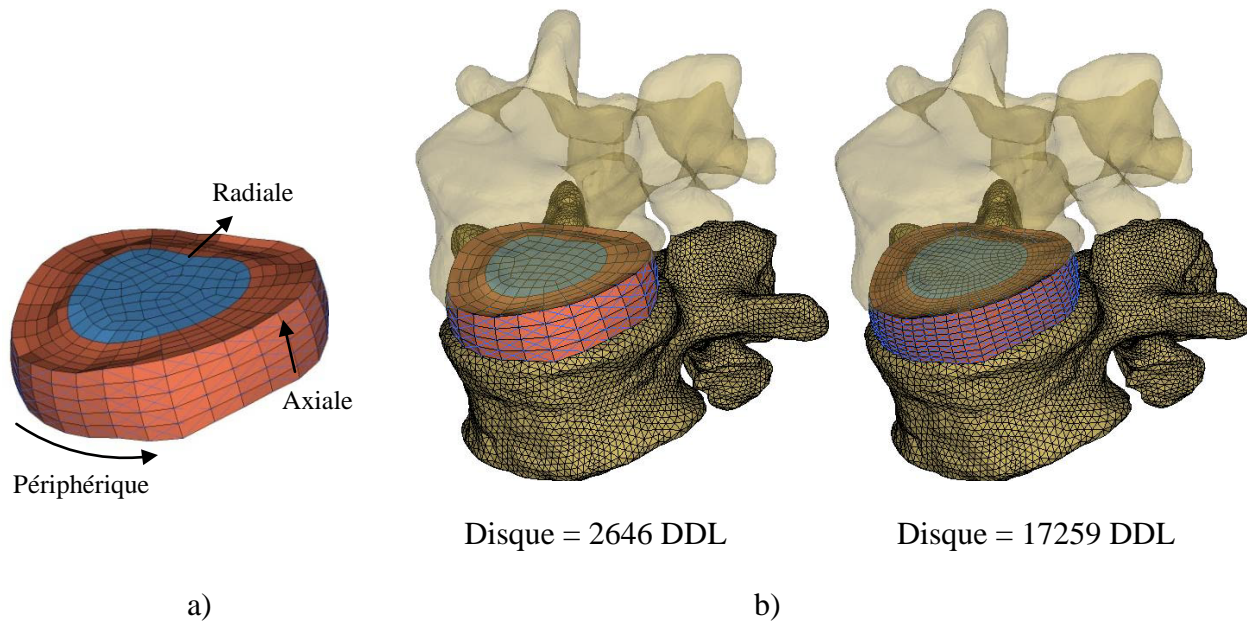 Radiale
Axiale
Périphérique
Disque = 2646 DDL
Disque = 17259 DDL
a)
b)